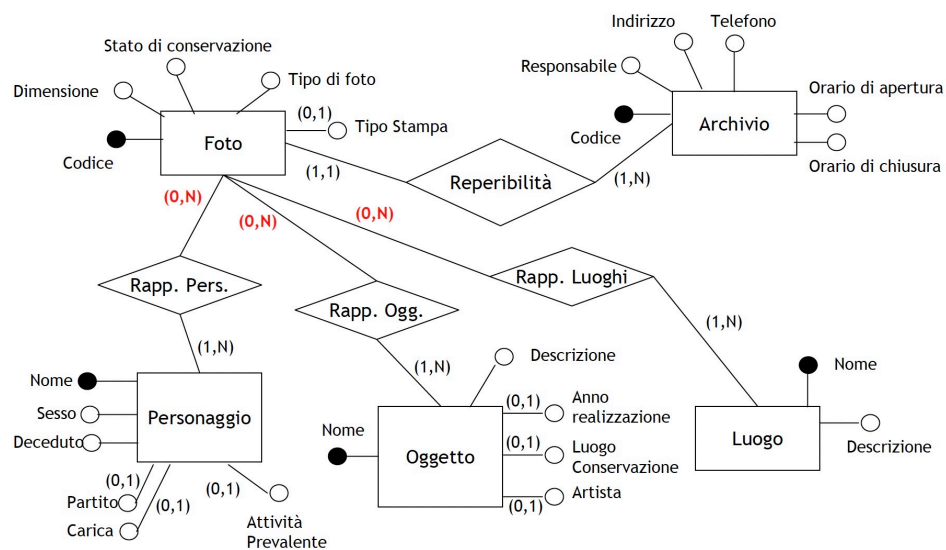 Indirizzo
Telefono
Stato di conservazione
Responsabile
Tipo di foto
Dimensione
Orario di apertura
(0,1)
Tipo Stampa
Foto
Archivio
Codice
Codice
(1,1)
Reperibilità
(1,N)
Orario di chiusura
(0,N)
(0,N)
(0,N)
Rapp. Pers.
Rapp. Ogg.
Rapp. Luoghi
(1,N)
(1,N)
(1,N)
Descrizione
Nome
Nome
Sesso
Deceduto
Personaggio
(0,1)
Anno
realizzazione
Nome
Oggetto
(0,1)
Luogo
Conservazione
Luogo
Descrizione
(0,1)
(0,1)
(0,1)
Partito
Carica
Attività
Prevalente
(0,1)
Artista